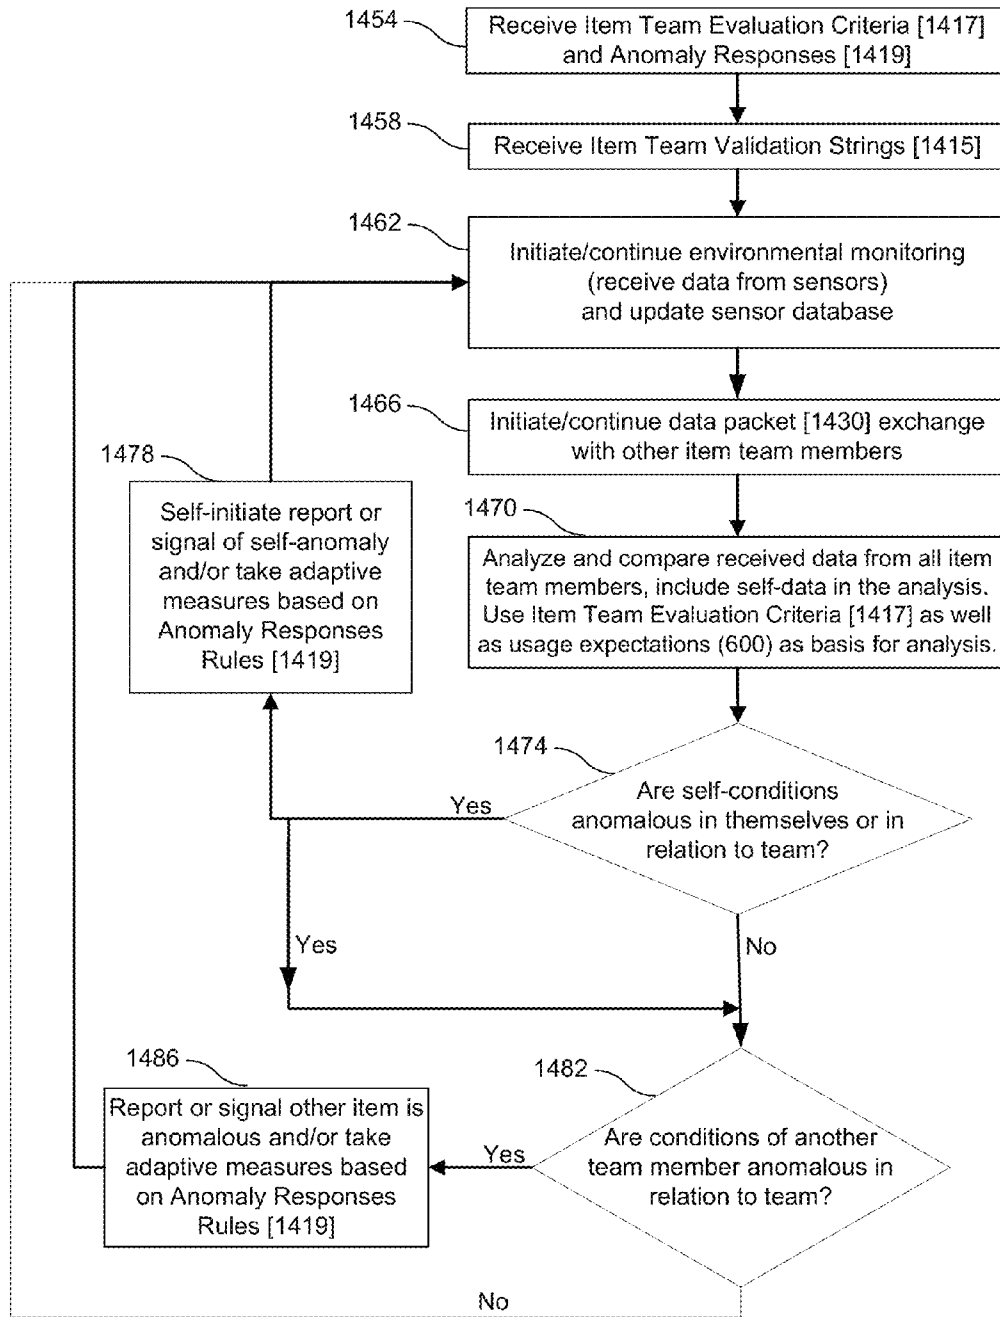 1454
Receive Item Team Evaluation Criteria [1417]
and Anomaly Responses [1419]
1458
Receive Item Team Validation Strings [1415]
1462
Initiate/continue environmental monitoring
(receive data from sensors)
and update sensor database
1466
Initiate/continue data packet [1430] exchange
with other item team members
1478
Self-initiate report or
signal of self-anomaly
and/or take adaptive
measures based on
Anomaly Responses
Rules [1419]
1470
Analyze and compare received data from all item
team members, include self-data in the analysis.
Use Item Team Evaluation Criteria [1417] as well
as usage expectations (600) as basis for analysis.
1474
Are self-conditions
anomalous in themselves or in
relation to team?
Yes
Yes
No
1486
Report or signal other item is
anomalous and/or take
adaptive measures based
on Anomaly Responses
Rules [1419]
1482
Are conditions of another
team member anomalous in
relation to team?
Yes
No